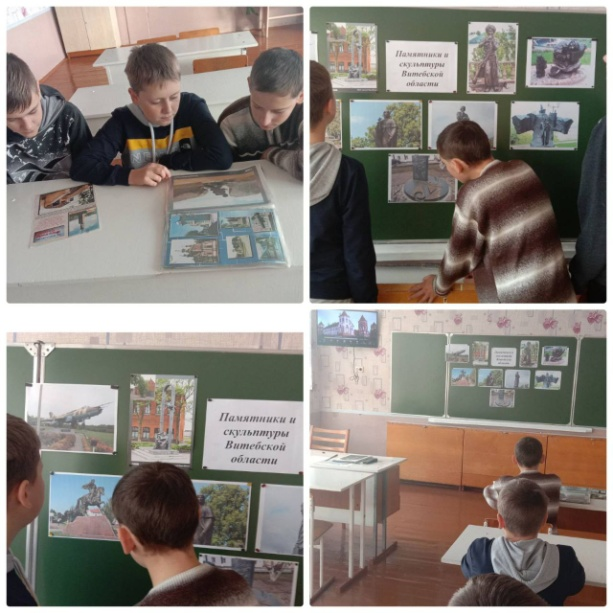 Памятники и
скульптуры
Витебской
области
Памятники и
скульптуры
Витебской
области